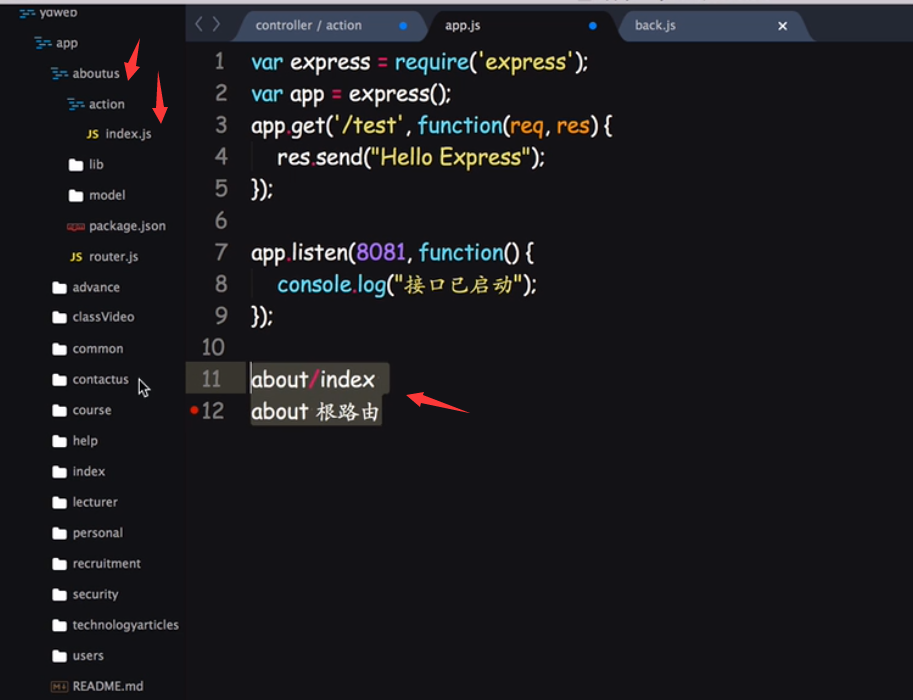 yaweb
app
aboutus
action
JS index.js
lib
model
package.json
JS router.js
advance
classVideo
common
contactus
course
help
index
lecturer
personal
recruitment
security
technologyarticles
users
README.md
controller / action
app.js
back.js
1 var express = require('express');
2 var app = express();
3 app.get('/test', function(req, res) {
4 res.send("Hello Express");
5 });
6
7 app.listen(8081, function() {
8 console.log("接口已启动");
9 });
10
11 about/index
12 about 根路由